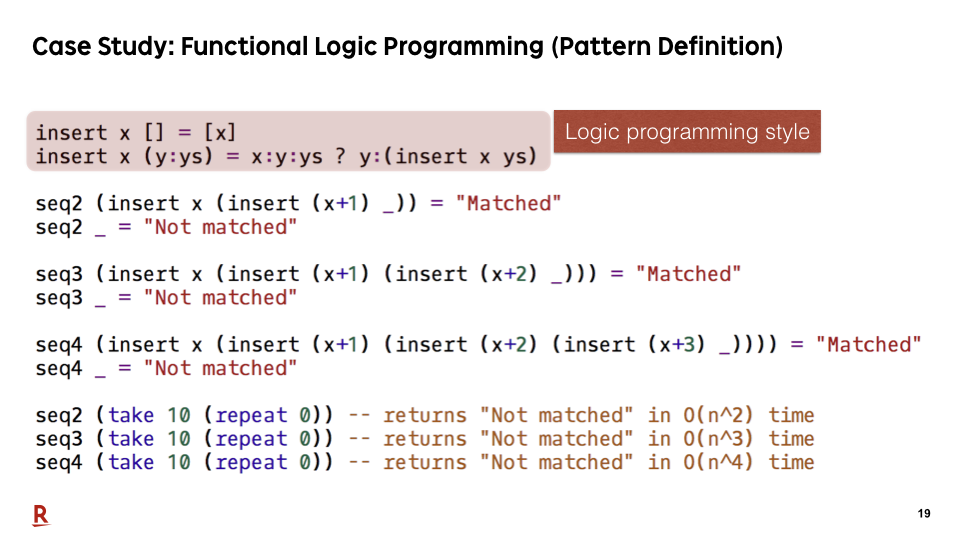 Case Study: Functional Logic Programming (Pattern Definition)
insert x [] = [x]
insert x (y:ys) = x:y:ys ? y:(insert x ys)
Logic programming style
seq2 (insert x (insert (x+1) _)) = "Matched"
seq2 _ = "Not matched"
seq3 (insert x (insert (x+1) (insert (x+2) _))) = "Matched"
seq3 _ = "Not matched"
seq4 (insert x (insert (x+1) (insert (x+2) (insert (x+3) _)))) = "Matched"
seq4 _ = "Not matched"
seq2 (take 10 (repeat 0)) -- returns "Not matched" in O(n^2) time
seq3 (take 10 (repeat 0)) -- returns "Not matched" in O(n^3) time
seq4 (take 10 (repeat 0)) -- returns "Not matched" in O(n^4) time
R
19